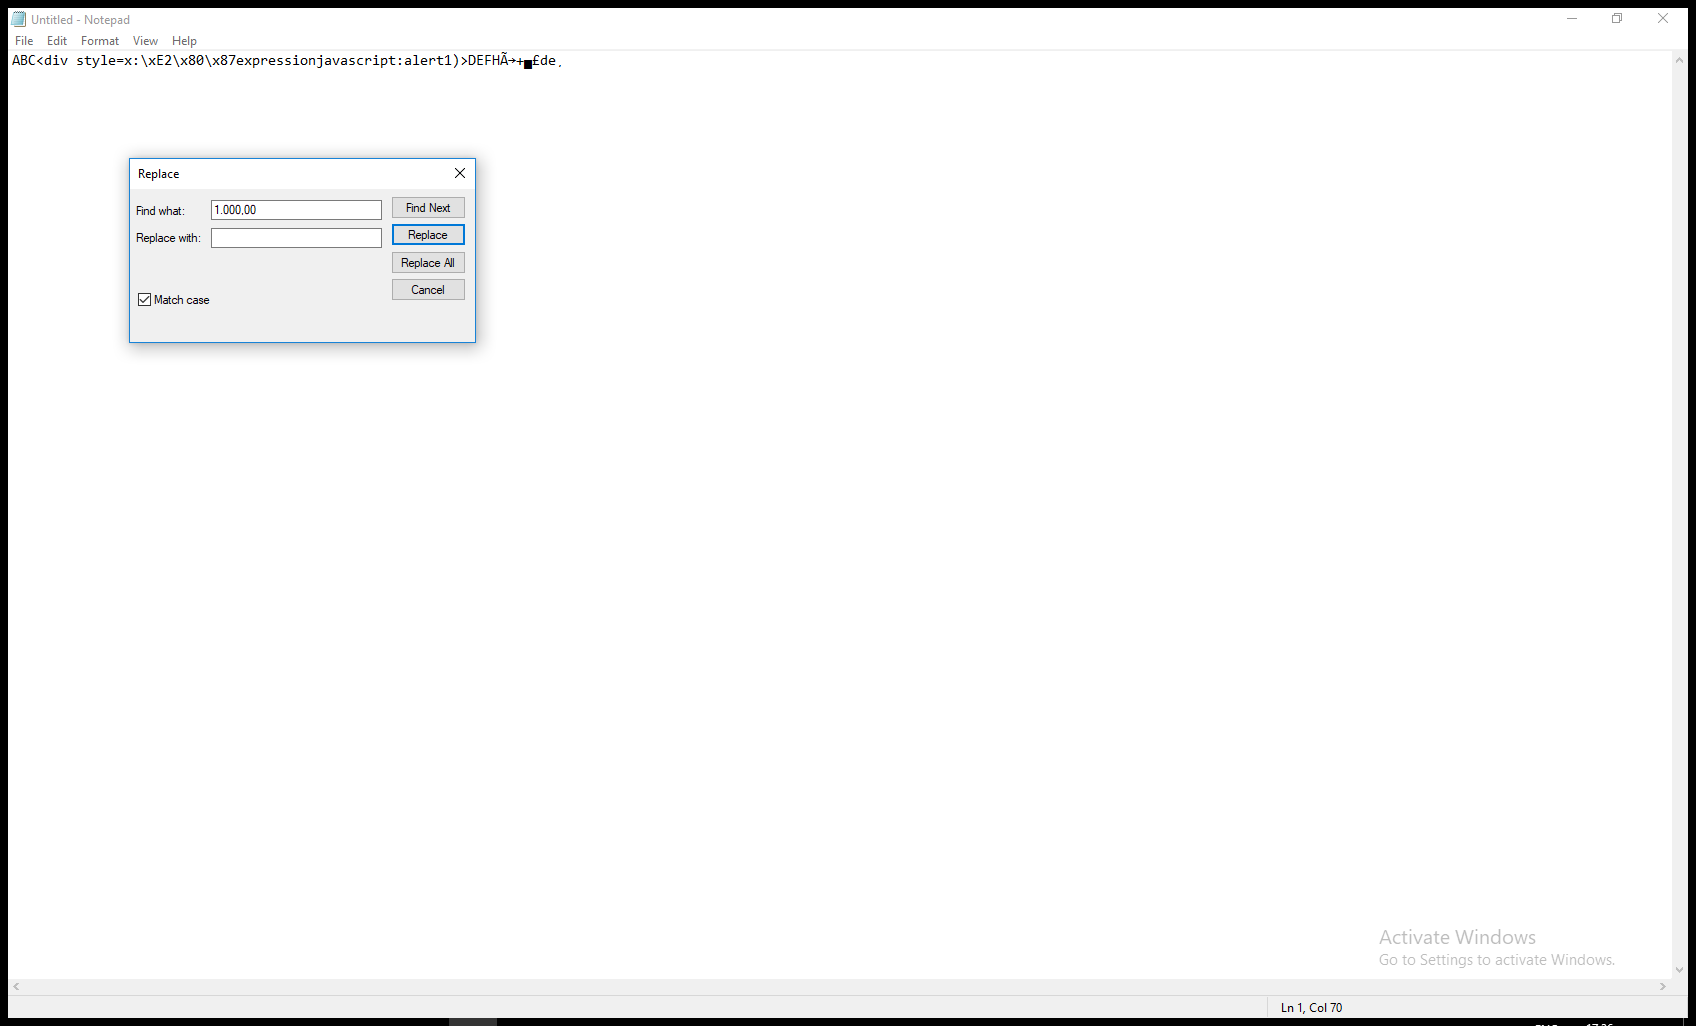 Untitled - Notepad
File Edit Format View Help
ABC<div style=x:\xE2\x80\x87expressionjavascript:alert1)>DEFHÃ→+▄£de¸
Replace
Find what: 1.000,00 Find Next
Replace with: Replace
Replace All
Cancel
Match case
Activate Windows
Go to Settings to activate Windows.
Ln 1, Col 70